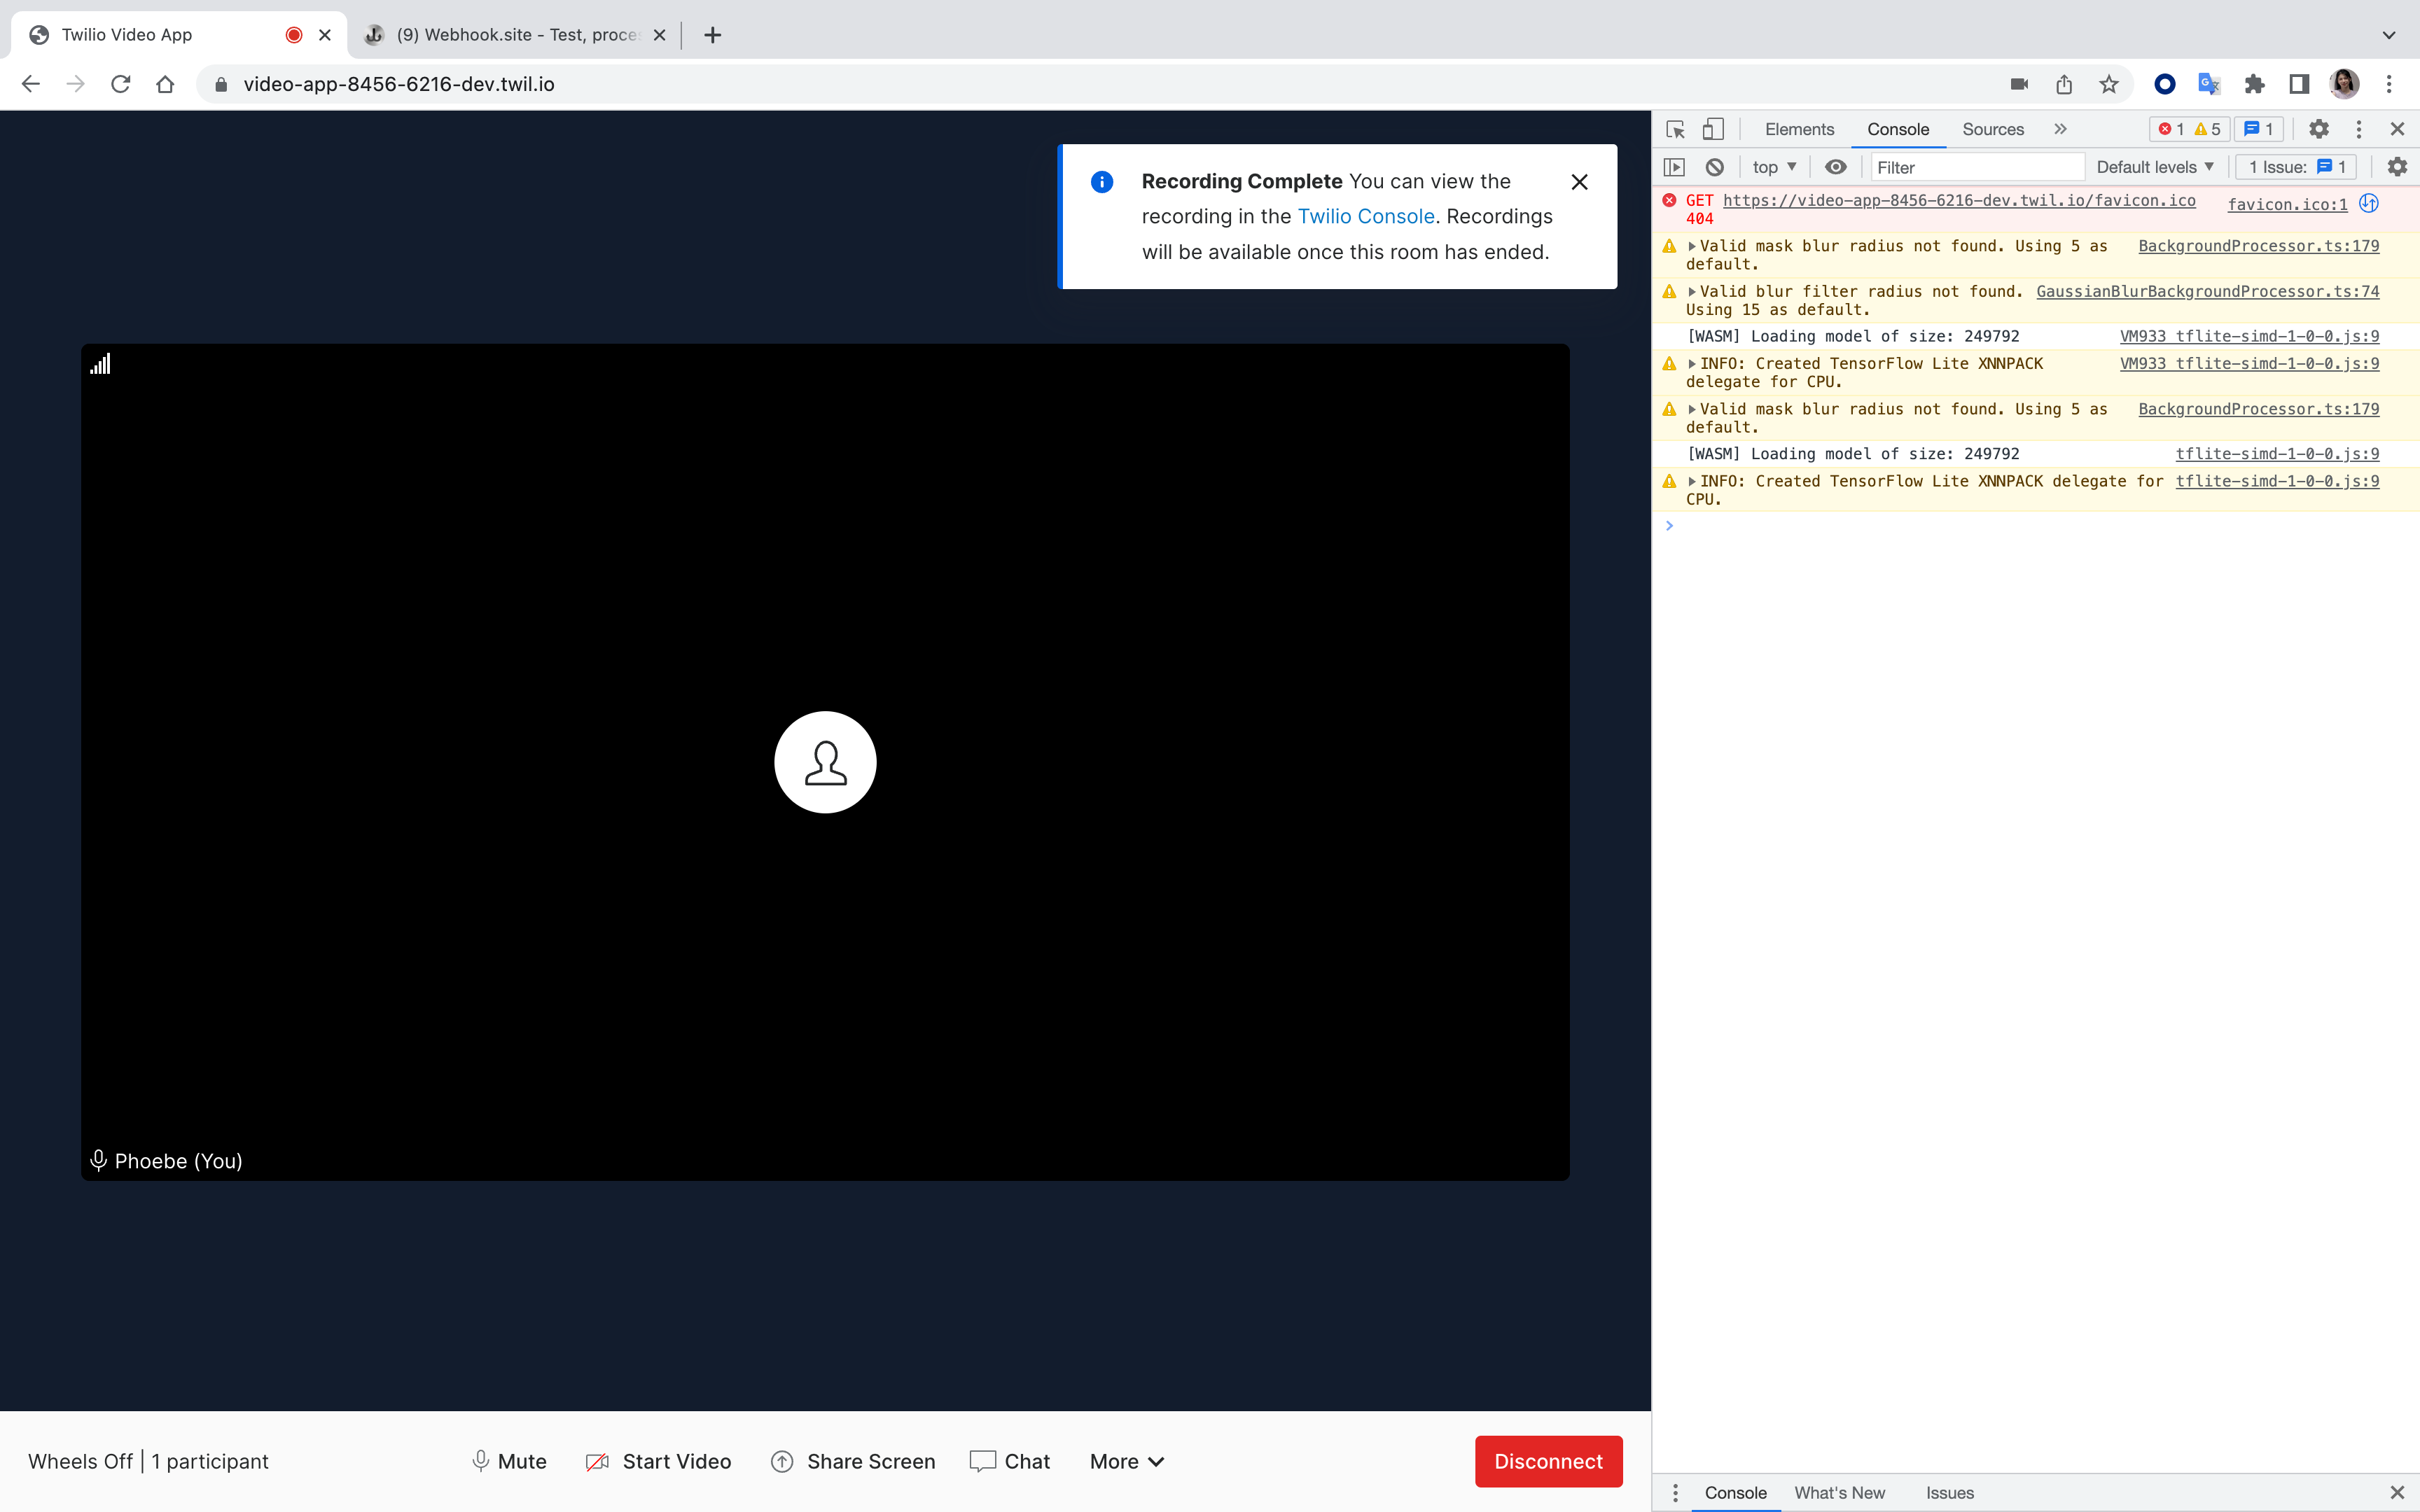 Twilio Video App
(9) Webhook.site - Test, proces
video-app-8456-6216-dev.twil.io
Recording Complete You can view the
recording in the Twilio Console. Recordings
will be available once this room has ended.
Phoebe (You)
Wheels Off | 1 participant
Mute
Start Video
Share Screen
Chat
More
Disconnect
Elements
Console
Sources
1
5
1
top
Filter
Default levels
1 Issue:
1
GET https://video-app-8456-6216-dev.twil.io/favicon.ico favicon.ico:1
404
Valid mask blur radius not found. Using 5 as BackgroundProcessor.ts:179
default.
Valid blur filter radius not found. GaussianBlurBackgroundProcessor.ts:74
Using 15 as default.
[WASM] Loading model of size: 249792 VM933 tflite-simd-1-0-0.js:9
INFO: Created TensorFlow Lite XNNPACK VM933 tflite-simd-1-0-0.js:9
delegate for CPU.
Valid mask blur radius not found. Using 5 as BackgroundProcessor.ts:179
default.
[WASM] Loading model of size: 249792 tflite-simd-1-0-0.js:9
INFO: Created TensorFlow Lite XNNPACK delegate for tflite-simd-1-0-0.js:9
CPU.
Console
What's New
Issues